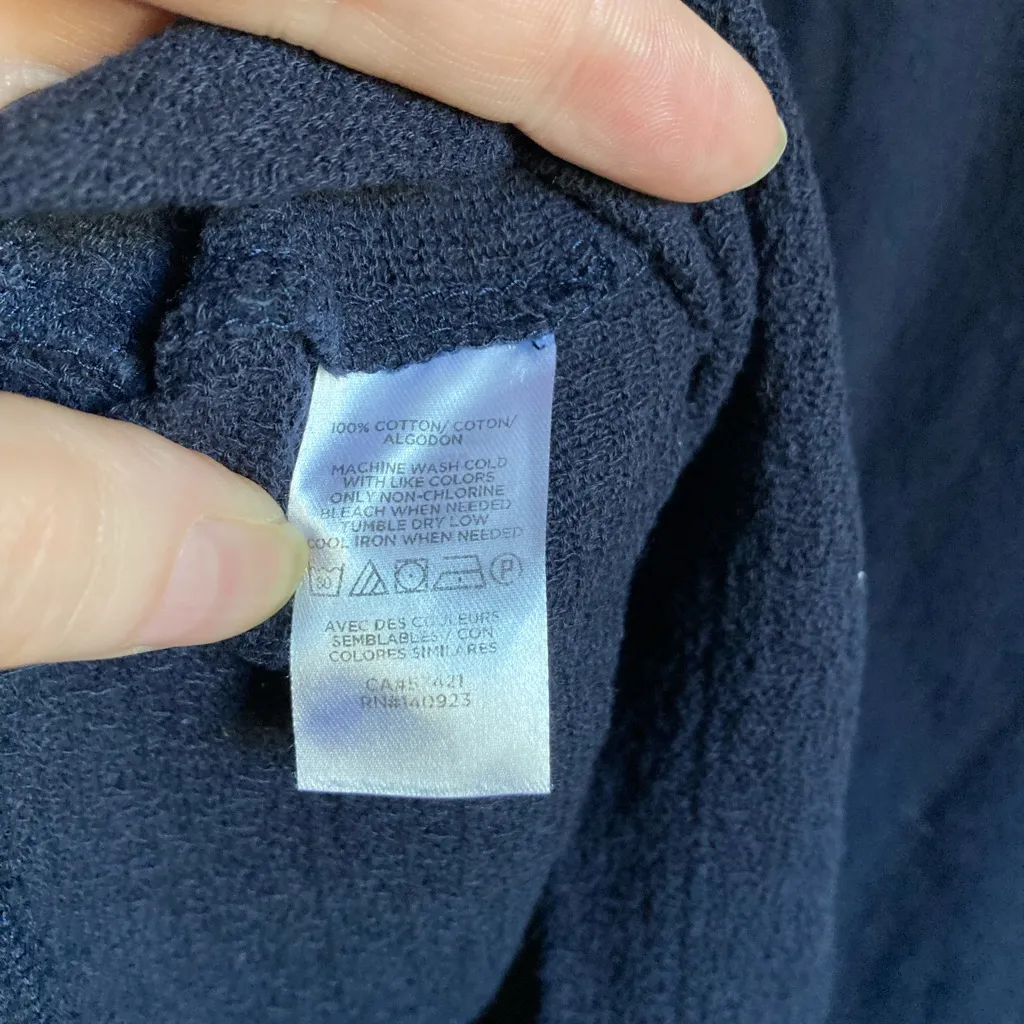 100% COTTON/ COTON/
ALGODON
MACHINE WASH COLD
WITH LIKE COLORS
ONLY NON-CHLORINE
BLEACH WHEN NEEDED
TUMBLE DRY LOW
COOL IRON WHEN NEEDED
30 P
AVEC DES COULEURS
SEMBLABLES / CON
COLORES SIMILARES
RN#140923